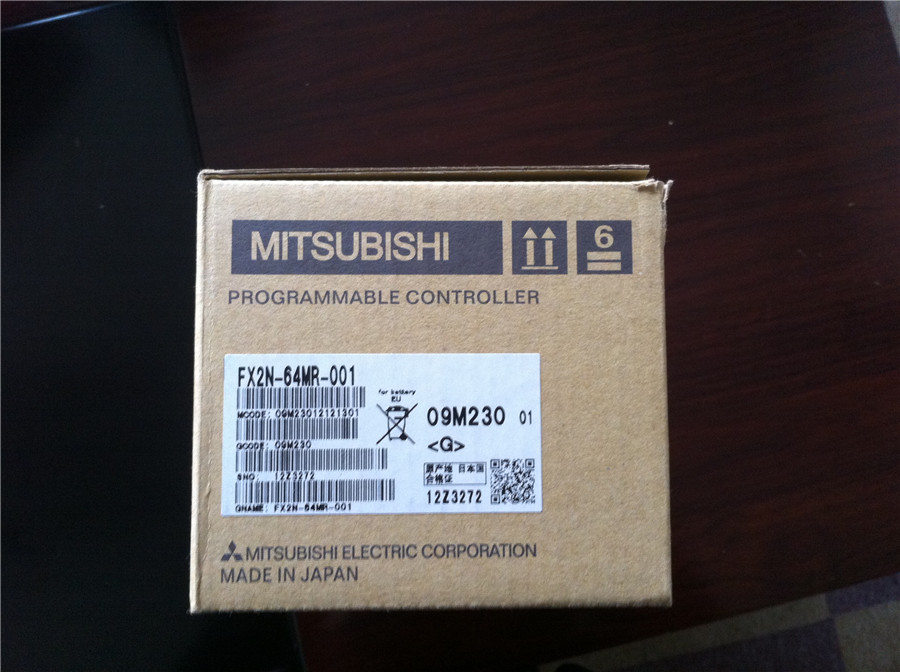 MITSUBISHI
6
PROGRAMMABLE CONTROLLER
FX2N-64MR-001
for battery
EU
MCODE: 09M23012121301
09M230 01
GCODE: 09M230
<G>
原产地 日本国
合格证
SNO: 12Z3272
12Z3272
GNAME: FX2N-64MR-001
MITSUBISHI ELECTRIC CORPORATION
MADE IN JAPAN